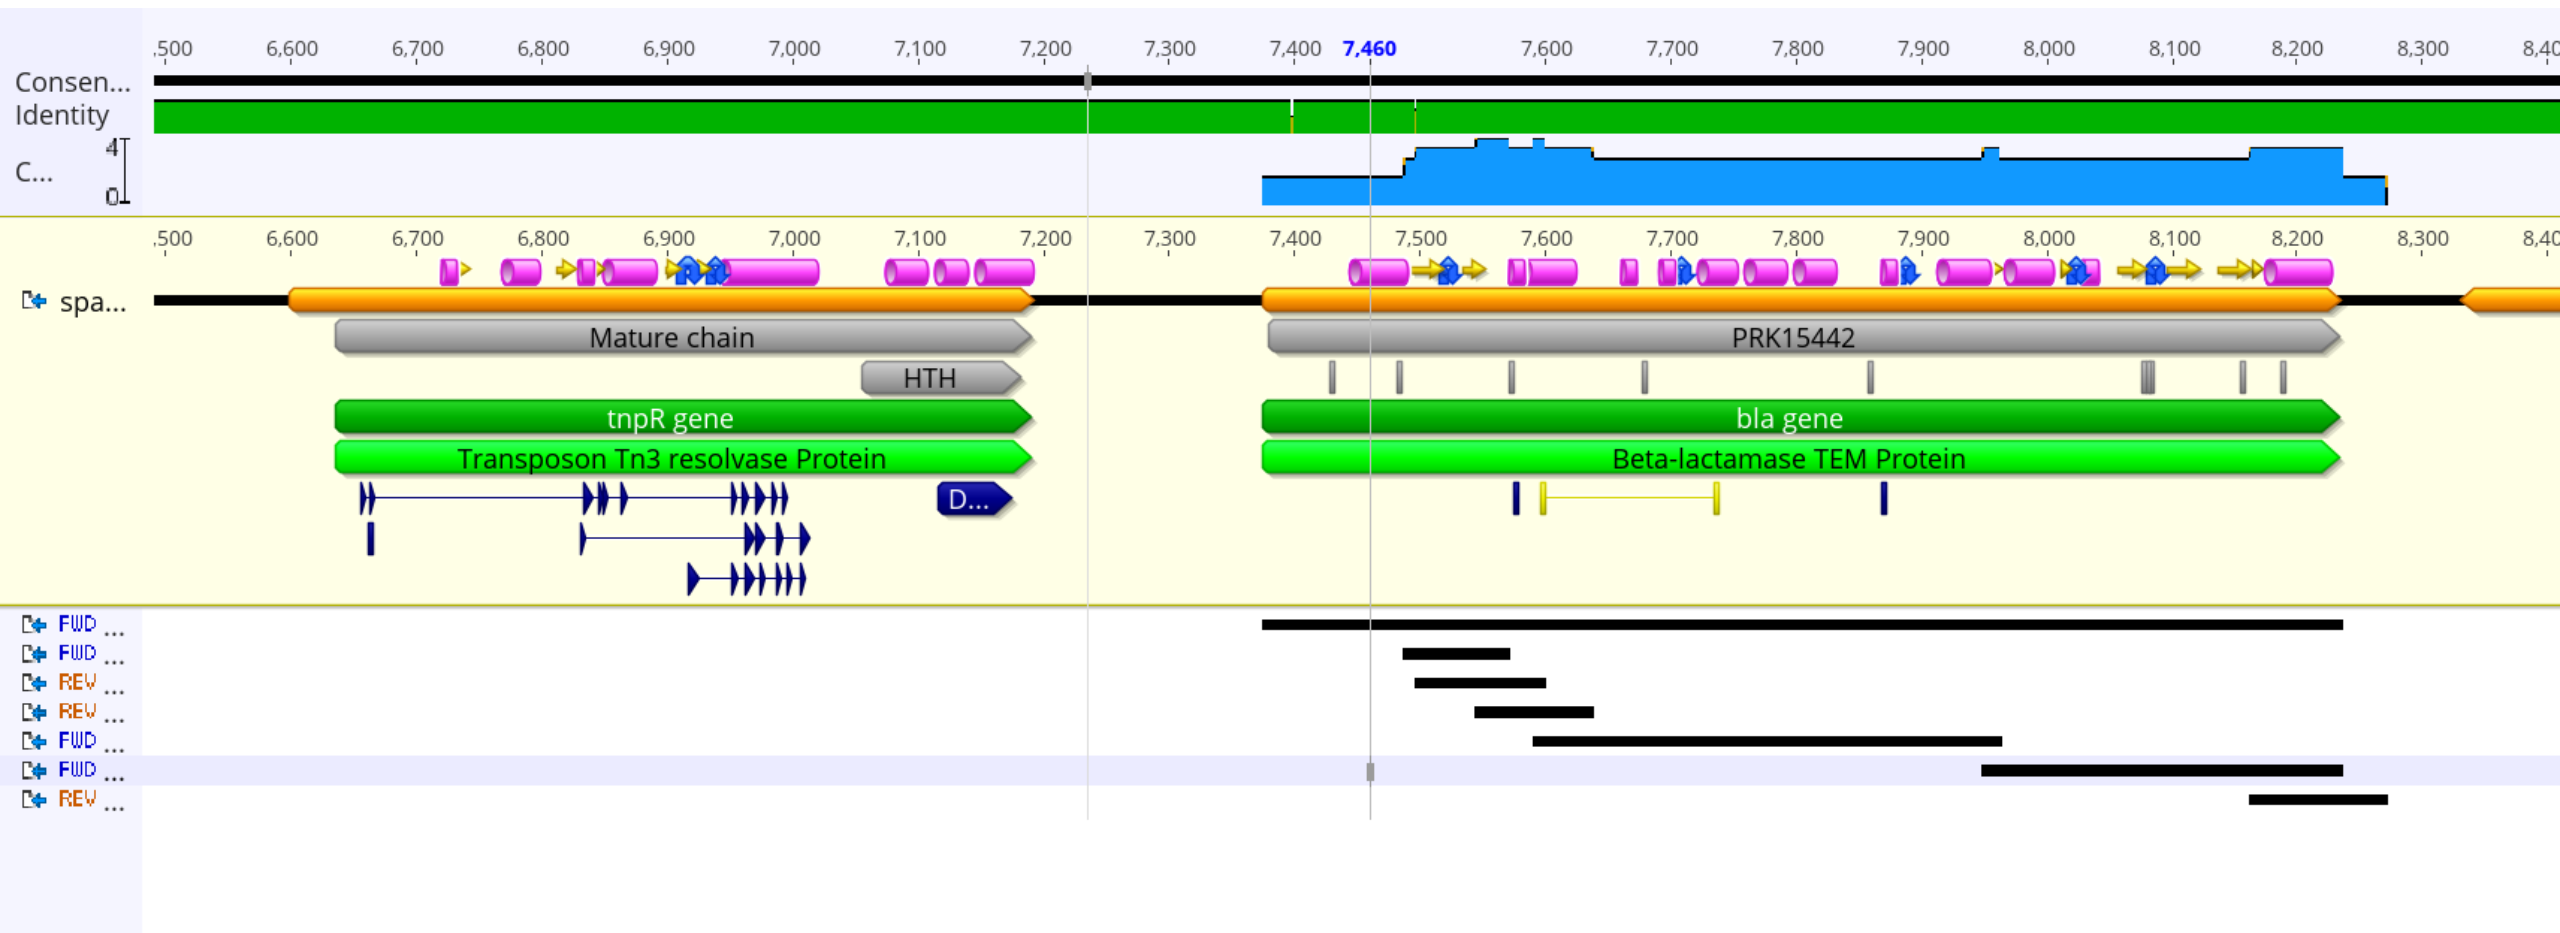 ,500 6,600 6,700 6,800 6,900 7,000 7,100 7,200 7,300 7,400 7,460 7,600 7,700 7,800 7,900 8,000 8,100 8,200 8,300 8,40
Consen...
Identity
4
C...
0
,500 6,600 6,700 6,800 6,900 7,000 7,100 7,200 7,300 7,400 7,500 7,600 7,700 7,800 7,900 8,000 8,100 8,200 8,300 8,40
spa...
Mature chain PRK15442
HTH
tnpR gene bla gene
Transposon Tn3 resolvase Protein Beta-lactamase TEM Protein
D...
FWD ...
FWD ...
REV ...
REV ...
FWD ...
FWD ...
REV ...